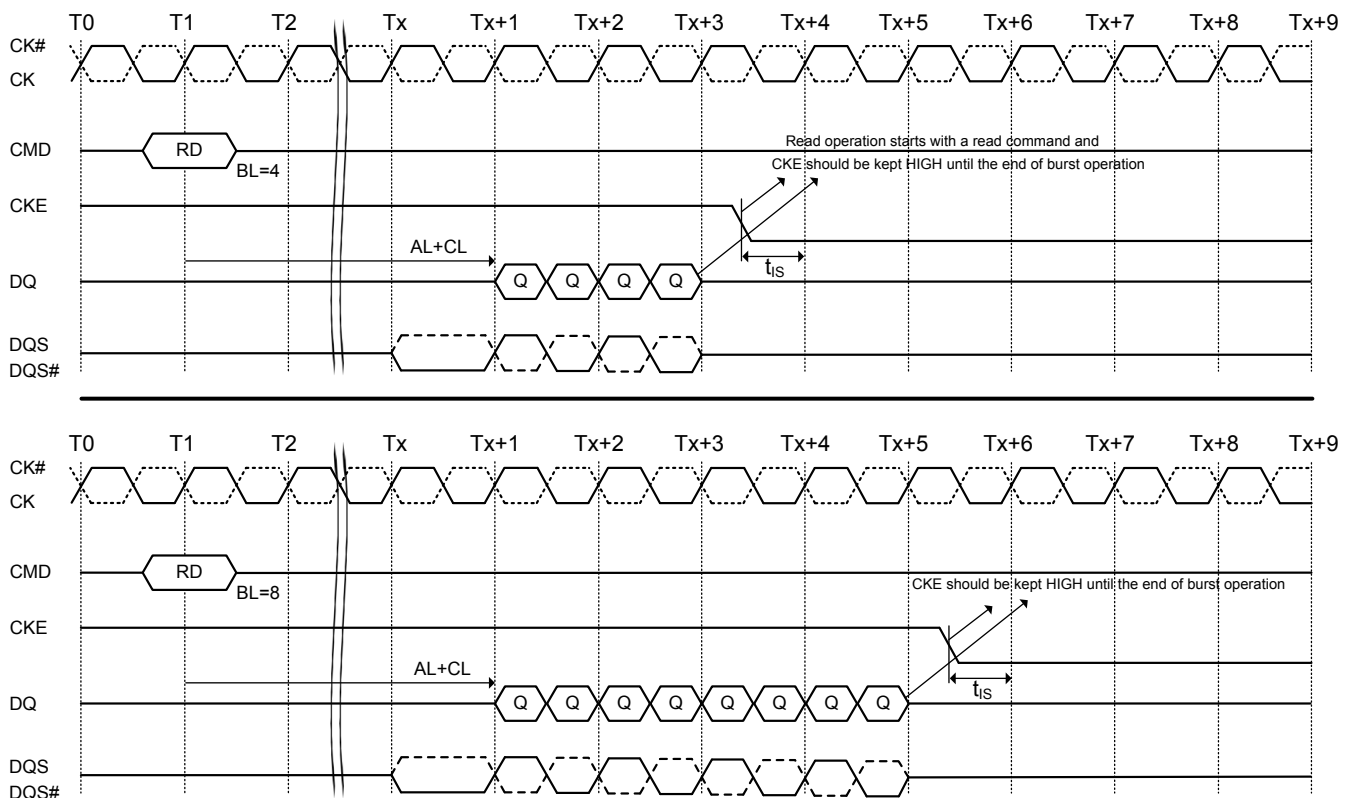 T0 T1 T2 Tx Tx+1 Tx+2 Tx+3 Tx+4 Tx+5 Tx+6 Tx+7 Tx+8 Tx+9
CK#
CK
CMD RD BL=4
Read operation starts with a read command and
CKE should be kept HIGH until the end of burst operation
CKE
AL+CL
tIS
DQ Q Q Q Q
DQS
DQS#
T0 T1 T2 Tx Tx+1 Tx+2 Tx+3 Tx+4 Tx+5 Tx+6 Tx+7 Tx+8 Tx+9
CK#
CK
CMD RD BL=8
CKE should be kept HIGH until the end of burst operation
CKE
AL+CL
tIS
DQ Q Q Q Q Q Q Q Q
DQS
DQS#